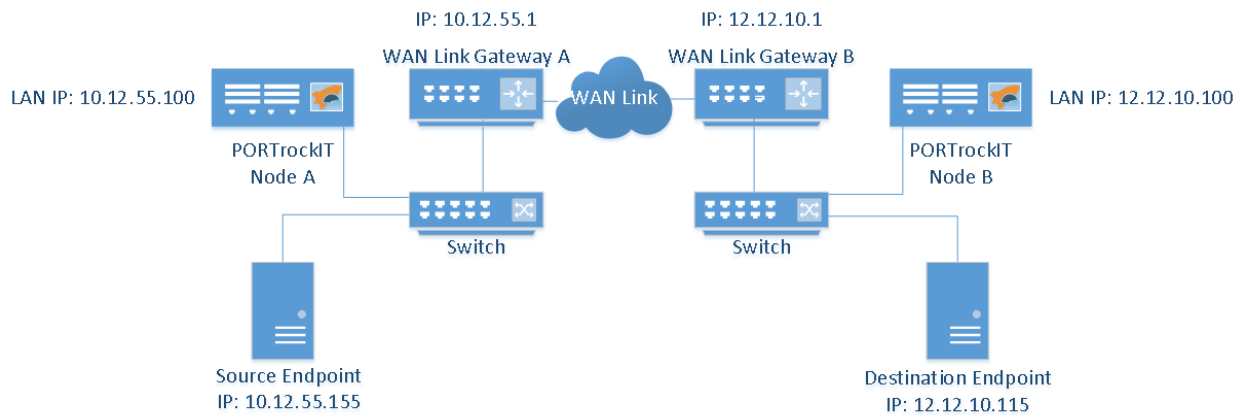 IP: 10.12.55.1
IP: 12.12.10.1
WAN Link Gateway A
WAN Link Gateway B
LAN IP: 10.12.55.100
WAN Link
LAN IP: 12.12.10.100
PORTrockIT
Node A
PORTrockIT
Node B
Switch
Switch
Source Endpoint
IP: 10.12.55.155
Destination Endpoint
IP: 12.12.10.115